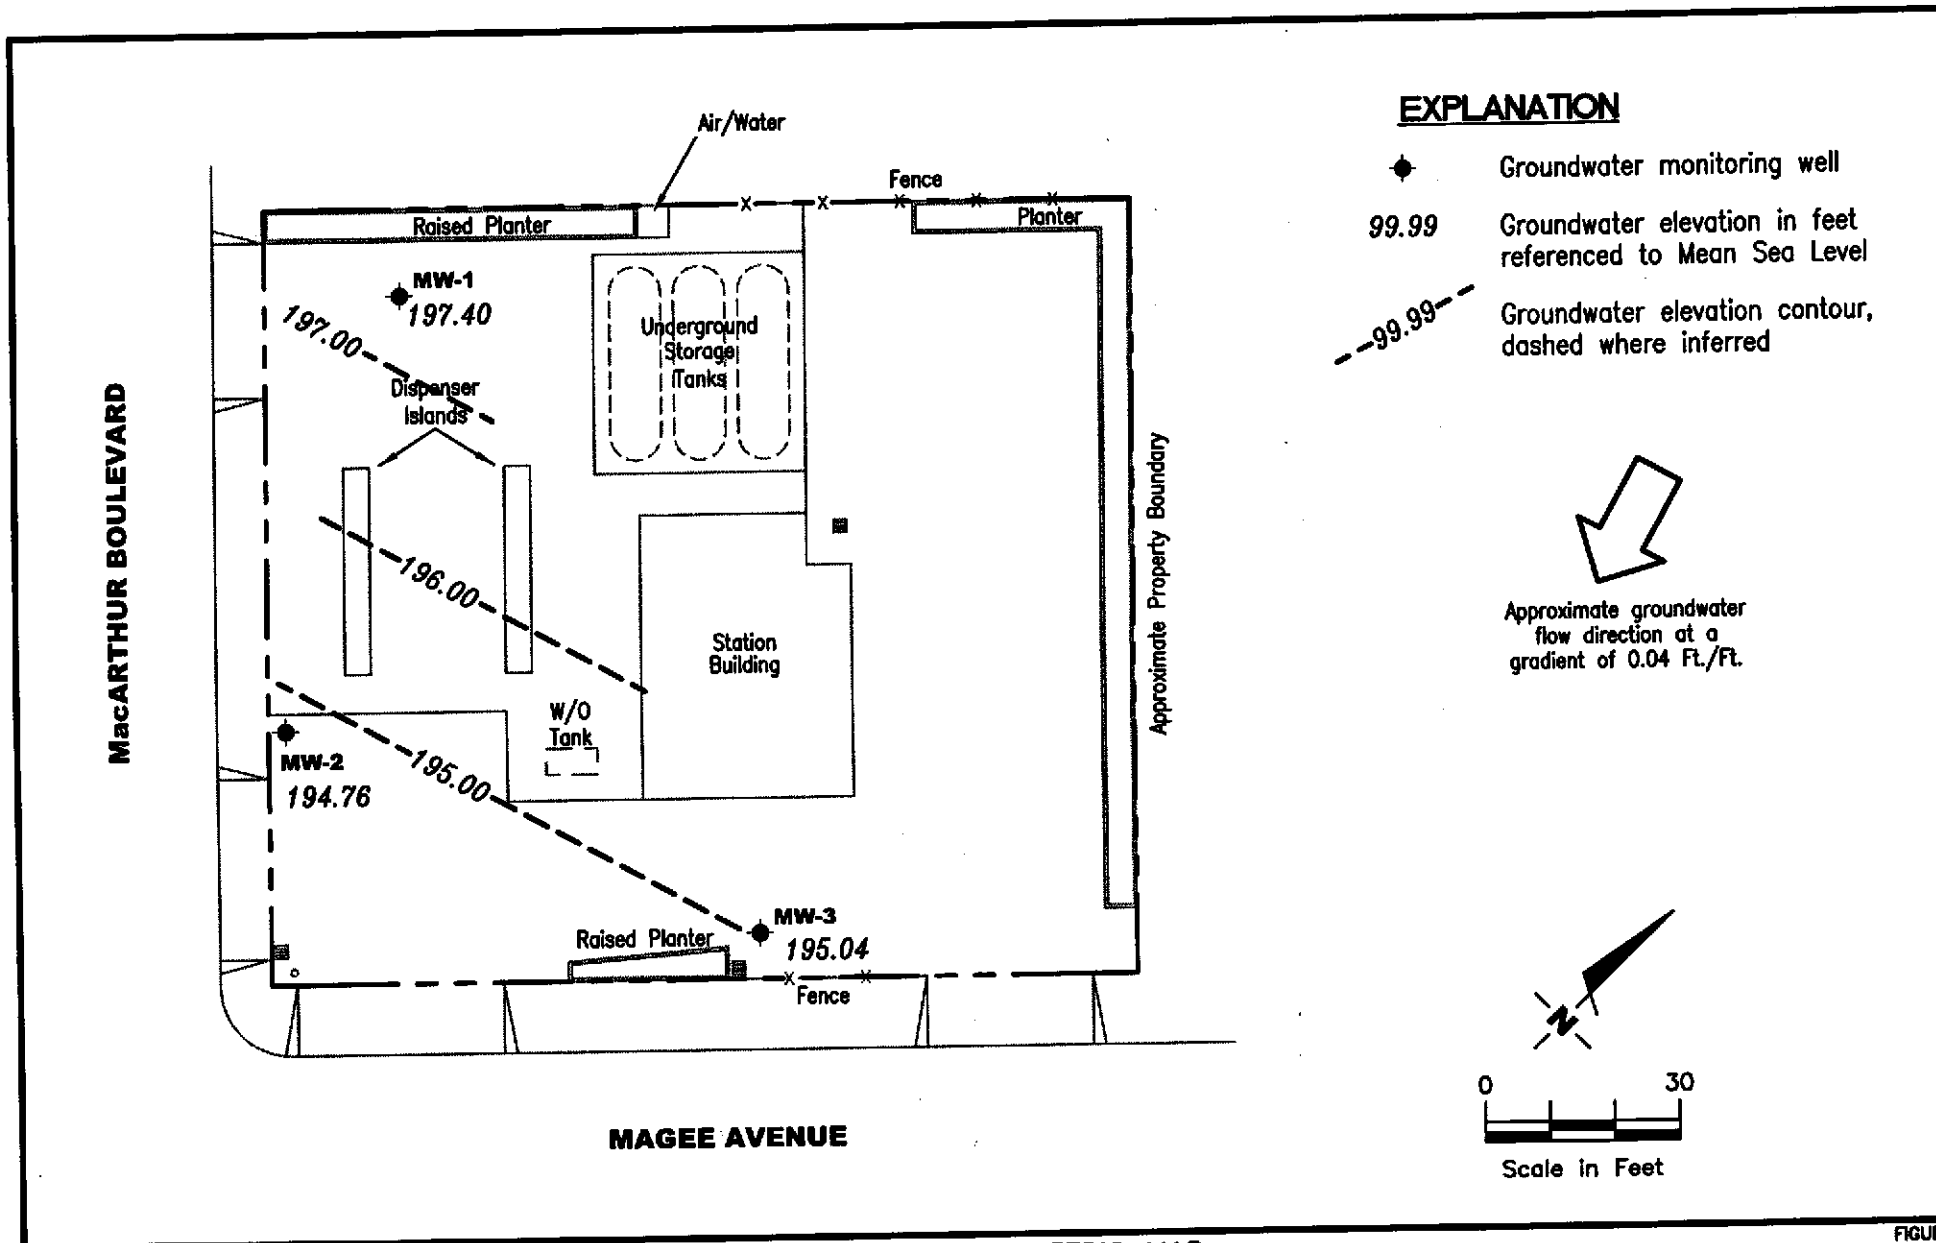 EXPLANATION
Groundwater monitoring well
99.99
Groundwater elevation in feet
referenced to Mean Sea Level
99.99
Groundwater elevation contour,
dashed where inferred
Approximate groundwater
flow direction at a
gradient of 0.04 Ft./Ft.
N
0 30
Scale in Feet
Air/Water
Fence
Raised Planter
Planter
MW-1
197.40
197.00
Underground
Storage
Tanks
Dispenser
Islands
MacARTHUR BOULEVARD
Approximate Property Boundary
196.00
Station
Building
W/O
Tank
MW-2
194.76
195.00
MW-3
195.04
Raised Planter
Fence
MAGEE AVENUE